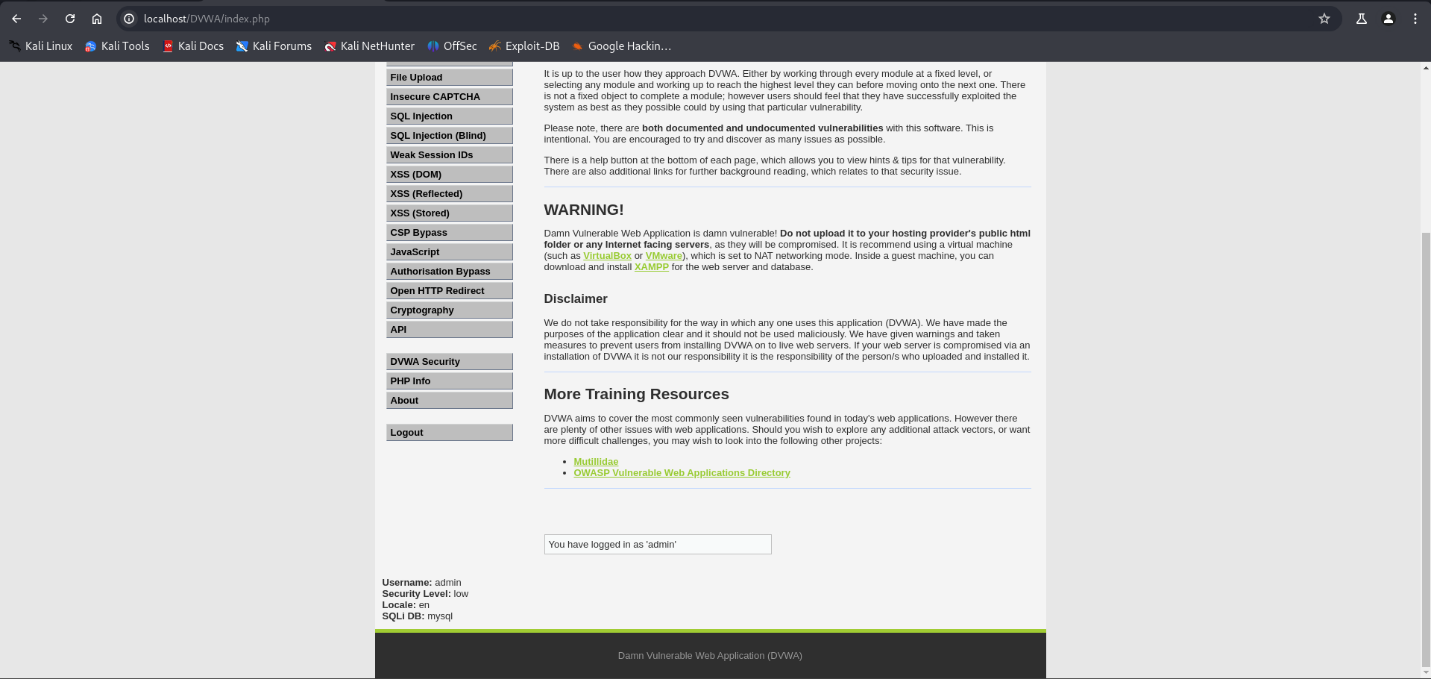 localhost/DVWA/index.php
Kali Linux Kali Tools Kali Docs Kali Forums Kali NetHunter OffSec Exploit-DB Google Hackin…
File Upload
Insecure CAPTCHA
SQL Injection
SQL Injection (Blind)
Weak Session IDs
XSS (DOM)
XSS (Reflected)
XSS (Stored)
CSP Bypass
JavaScript
Authorisation Bypass
Open HTTP Redirect
Cryptography
API
DVWA Security
PHP Info
About
Logout
It is up to the user how they approach DVWA. Either by working through every module at a fixed level, or
selecting any module and working up to reach the highest level they can before moving onto the next one. There
is not a fixed object to complete a module; however users should feel that they have successfully exploited the
system as best as they possible could by using that particular vulnerability.
Please note, there are both documented and undocumented vulnerabilities with this software. This is
intentional. You are encouraged to try and discover as many issues as possible.
There is a help button at the bottom of each page, which allows you to view hints & tips for that vulnerability.
There are also additional links for further background reading, which relates to that security issue.
WARNING!
Damn Vulnerable Web Application is damn vulnerable! Do not upload it to your hosting provider's public html
folder or any Internet facing servers, as they will be compromised. It is recommend using a virtual machine
(such as VirtualBox or VMware), which is set to NAT networking mode. Inside a guest machine, you can
download and install XAMPP for the web server and database.
Disclaimer
We do not take responsibility for the way in which any one uses this application (DVWA). We have made the
purposes of the application clear and it should not be used maliciously. We have given warnings and taken
measures to prevent users from installing DVWA on to live web servers. If your web server is compromised via an
installation of DVWA it is not our responsibility it is the responsibility of the person/s who uploaded and installed it.
More Training Resources
DVWA aims to cover the most commonly seen vulnerabilities found in today's web applications. However there
are plenty of other issues with web applications. Should you wish to explore any additional attack vectors, or want
more difficult challenges, you may wish to look into the following other projects:
• Mutillidae
• OWASP Vulnerable Web Applications Directory
You have logged in as 'admin'
Username: admin
Security Level: low
Locale: en
SQLi DB: mysql
Damn Vulnerable Web Application (DVWA)